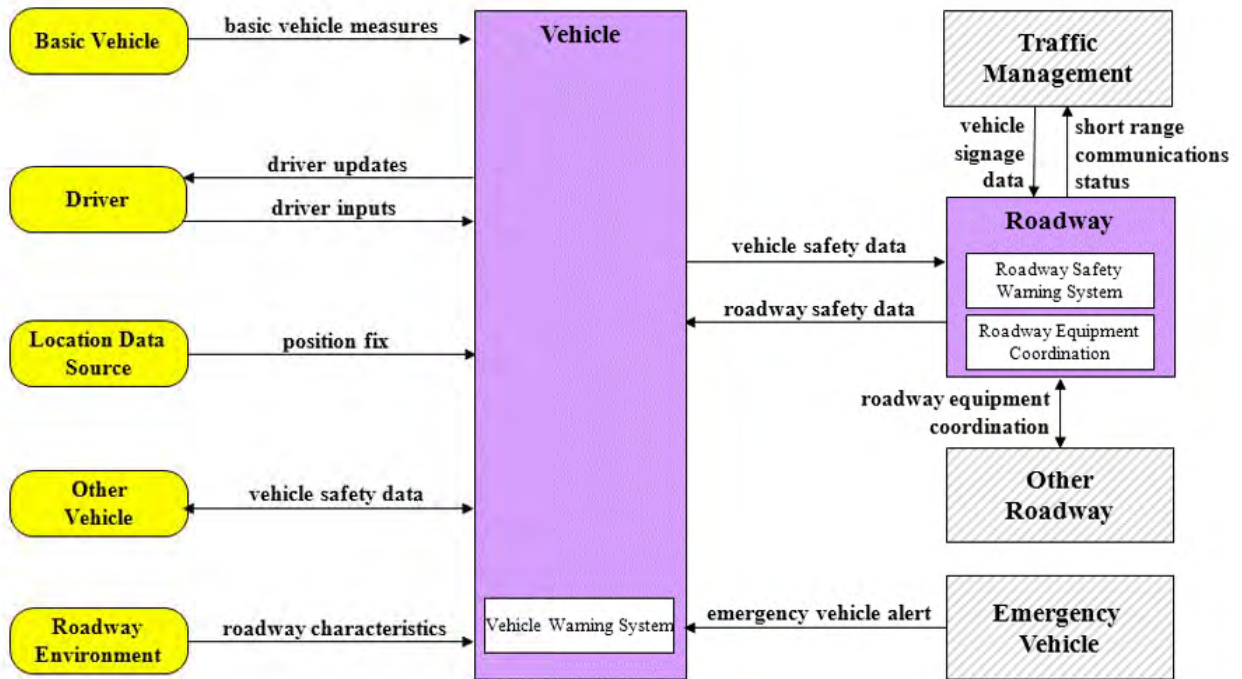 Basic Vehicle
basic vehicle measures
Vehicle
Traffic
Management
vehicle
signage
data
short range
communications
status
driver updates
Driver
driver inputs
Roadway
vehicle safety data
Roadway Safety
Warning System
roadway safety data
Roadway Equipment
Coordination
Location Data
Source
position fix
roadway equipment
coordination
Other
Vehicle
vehicle safety data
Other
Roadway
Roadway
Environment
roadway characteristics
Vehicle Warning System
emergency vehicle alert
Emergency
Vehicle